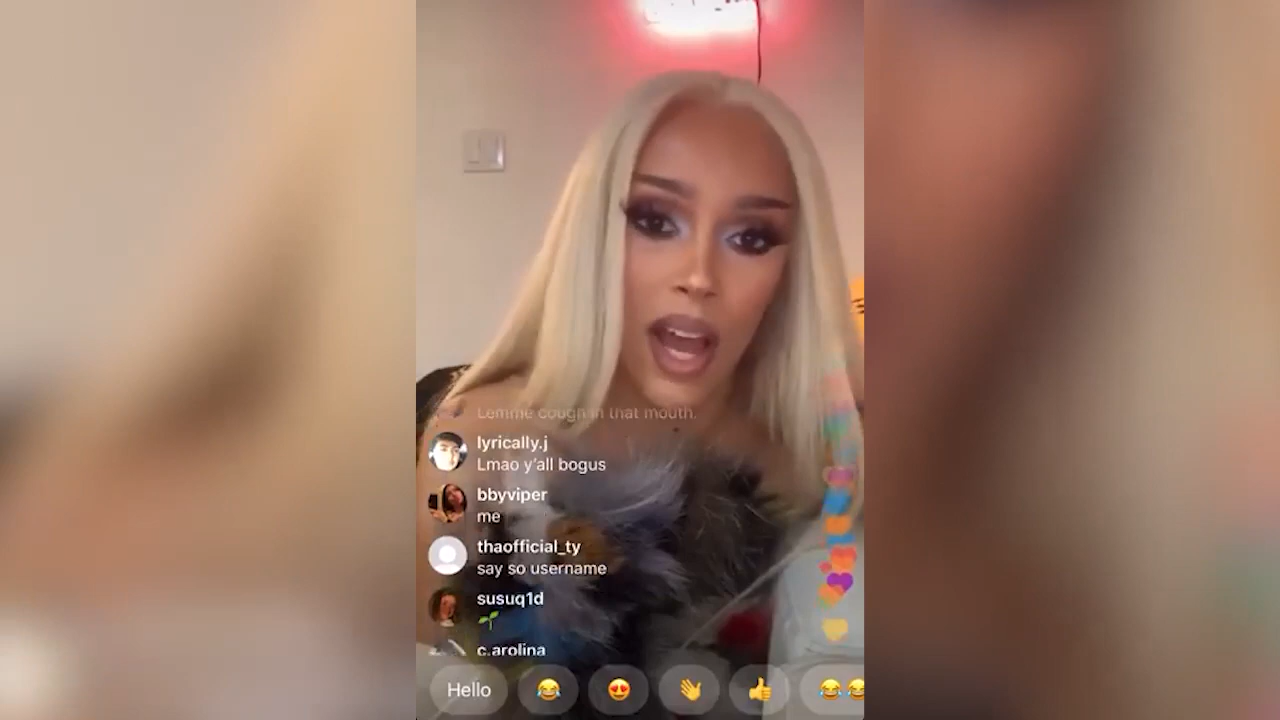 Lemme cough in that mouth.
lyrically.j
Lmao y'all bogus
bbyviper
me
thaofficial_ty
say so username
susuq1d
🌱
c.arolina
Hello
😂
😍
👋
👍
😂😂